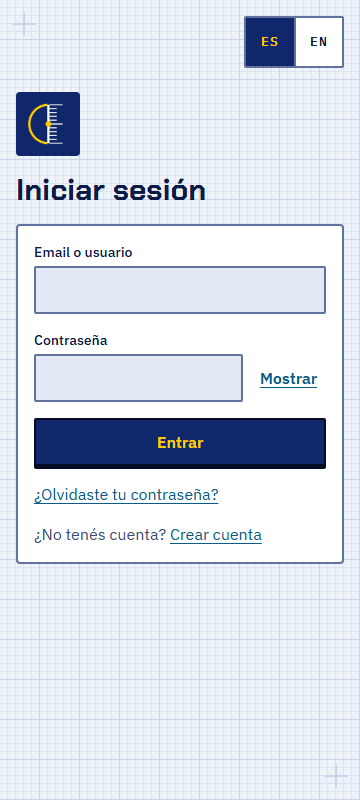 ES EN
Iniciar sesión
Email o usuario
Contraseña
Mostrar
Entrar
¿Olvidaste tu contraseña?
¿No tenés cuenta? Crear cuenta